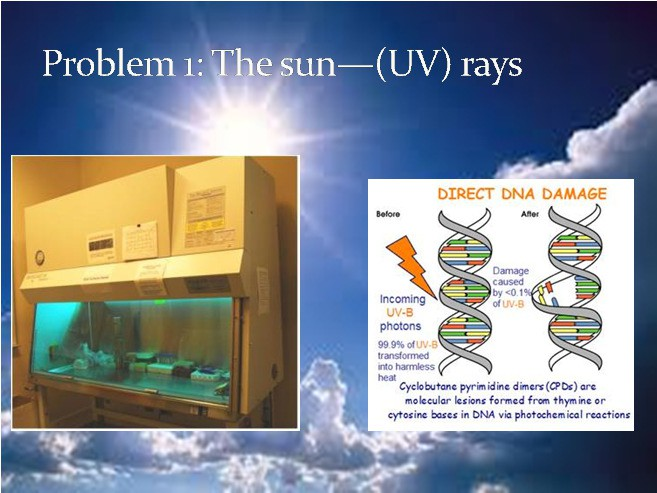 Problem 1: The sun—(UV) rays
DIRECT DNA DAMAGE
Before
After
Incoming
UV-B
photons
99.9% of UV-B
transformed
into harmless
heat
Damage
caused
by <0.1%
of UV-B
Cyclobutane pyrimidine dimers (CPDs) are
molecular lesions formed from thymine or
cytosine bases in DNA via photochemical reactions